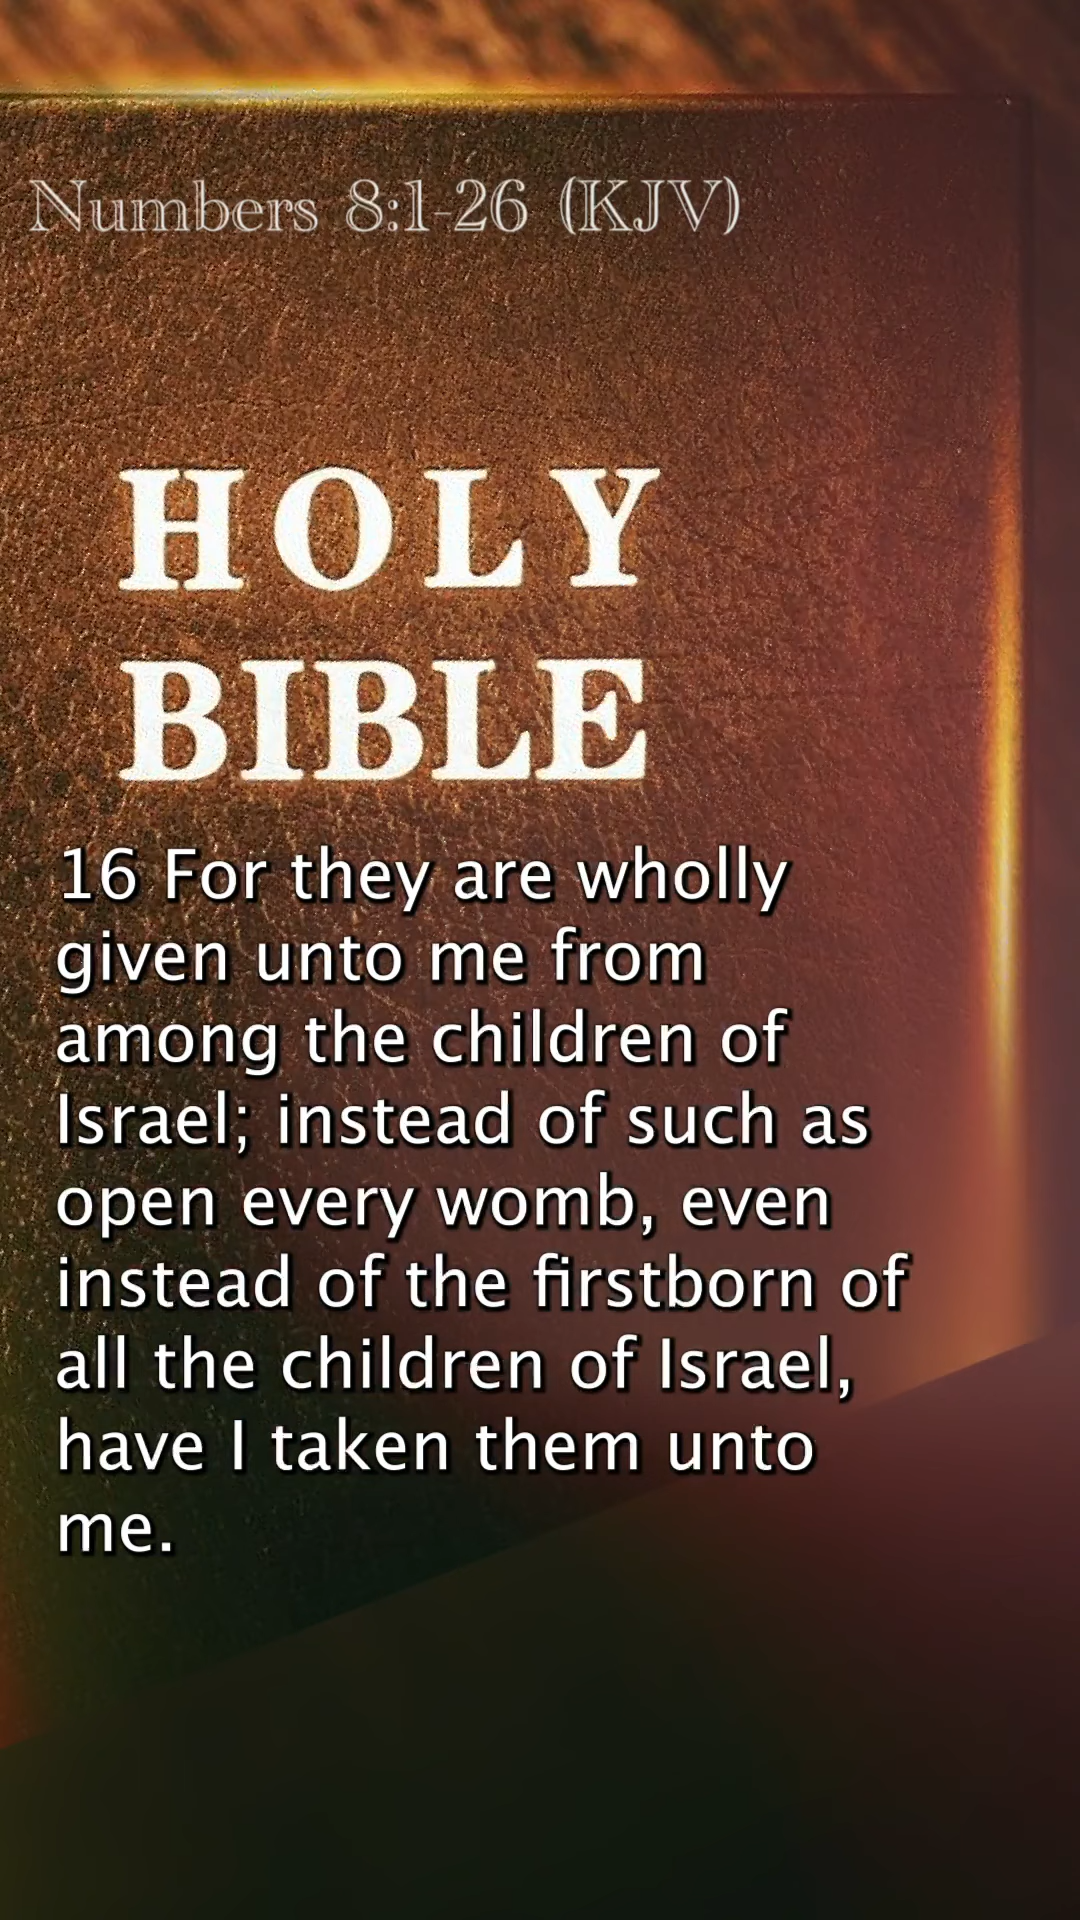 Numbers 8:1-26 (KJV)
HOLY
BIBLE
16 For they are wholly
given unto me from
among the children of
Israel; instead of such as
open every womb, even
instead of the firstborn of
all the children of Israel,
have I taken them unto
me.